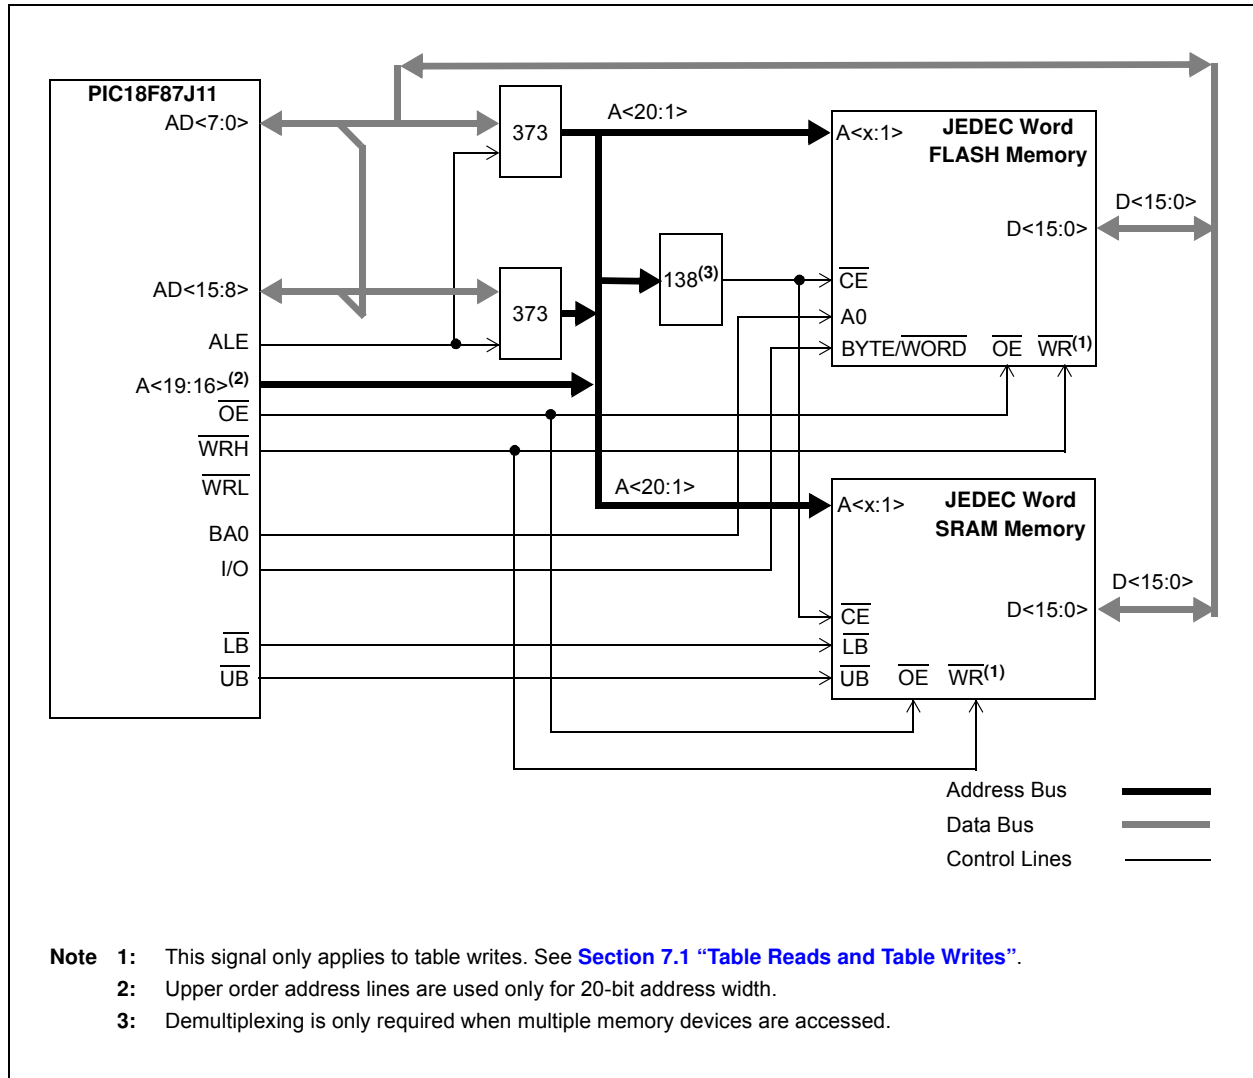 PIC18F87J11
AD<7:0>
373
A<20:1>
A<x:1>
JEDEC Word
FLASH Memory
D<15:0>
D<15:0>
138(3)
CE
AD<15:8>
373
A0
ALE
BYTE/WORD OE WR(1)
A<19:16>(2)
OE
WRH
WRL
A<20:1>
A<x:1>
JEDEC Word
SRAM Memory
BA0
I/O
D<15:0>
D<15:0>
CE
LB
LB
UB
UB OE WR(1)
Address Bus
Data Bus
Control Lines
Note 1: This signal only applies to table writes. See Section 7.1 “Table Reads and Table Writes”.
2: Upper order address lines are used only for 20-bit address width.
3: Demultiplexing is only required when multiple memory devices are accessed.